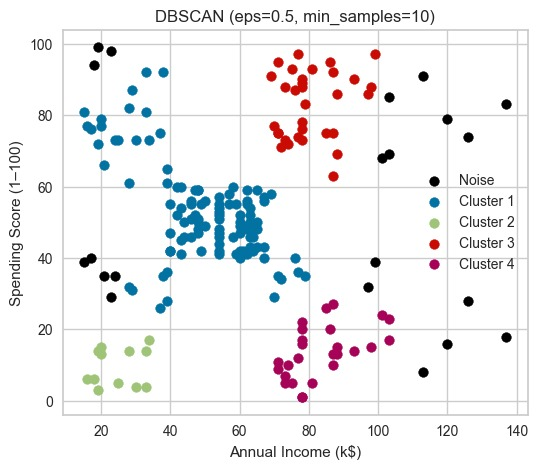 DBSCAN (eps=0.5, min_samples=10)
100
80
60
40
20
0
Spending Score (1–100)
Noise
Cluster 1
Cluster 2
Cluster 3
Cluster 4
20 40 60 80 100 120 140
Annual Income (k$)